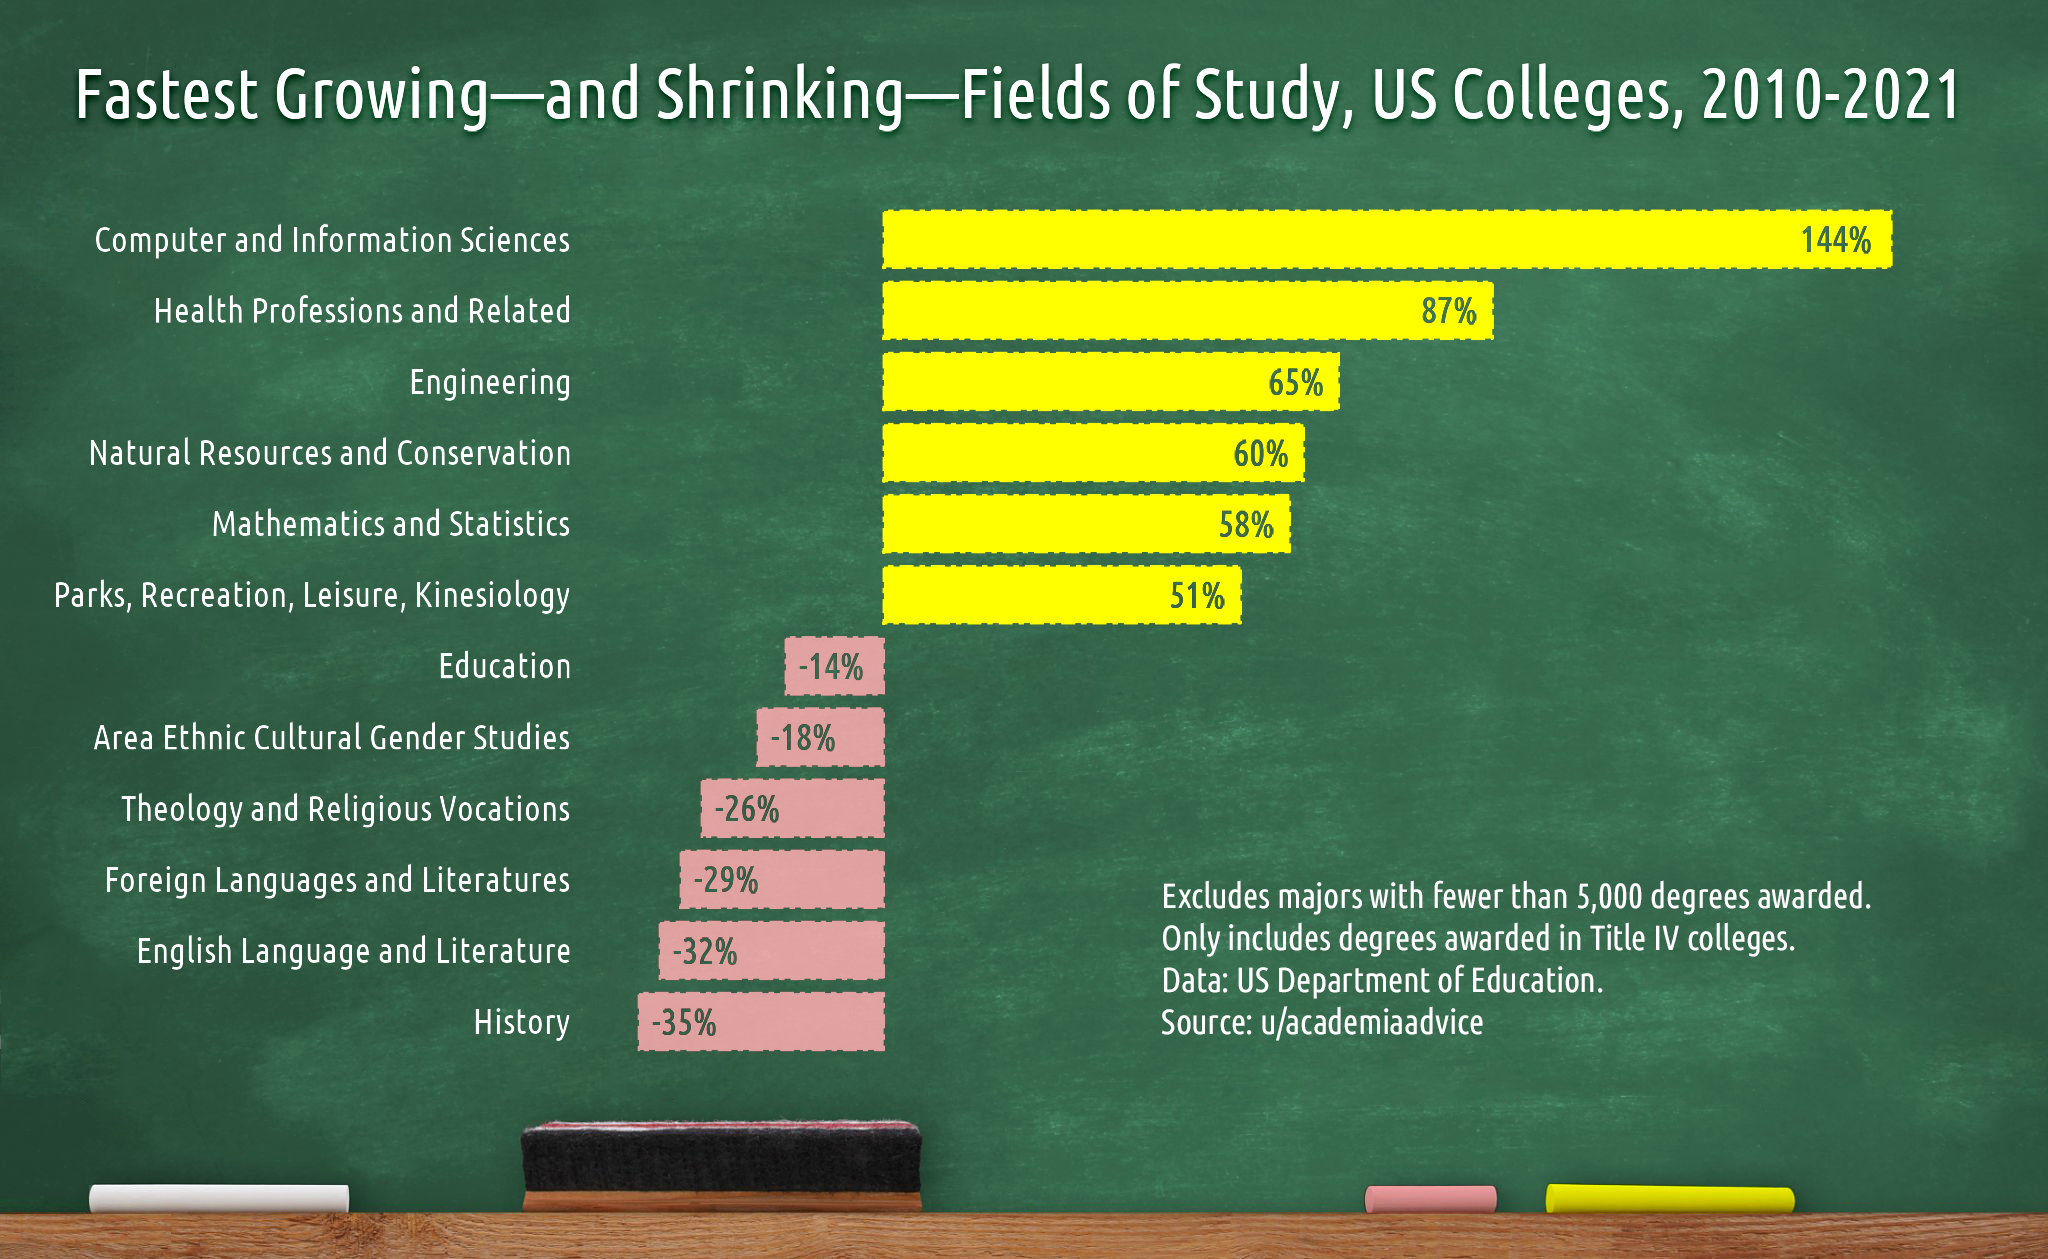 Fastest Growing—and Shrinking—Fields of Study, US Colleges, 2010-2021
Computer and Information Sciences 144%
Health Professions and Related 87%
Engineering 65%
Natural Resources and Conservation 60%
Mathematics and Statistics 58%
Parks, Recreation, Leisure, Kinesiology 51%
Education -14%
Area Ethnic Cultural Gender Studies -18%
Theology and Religious Vocations -26%
Foreign Languages and Literatures -29%
English Language and Literature -32%
History -35%
Excludes majors with fewer than 5,000 degrees awarded.
Only includes degrees awarded in Title IV colleges.
Data: US Department of Education.
Source: u/academiaadvice